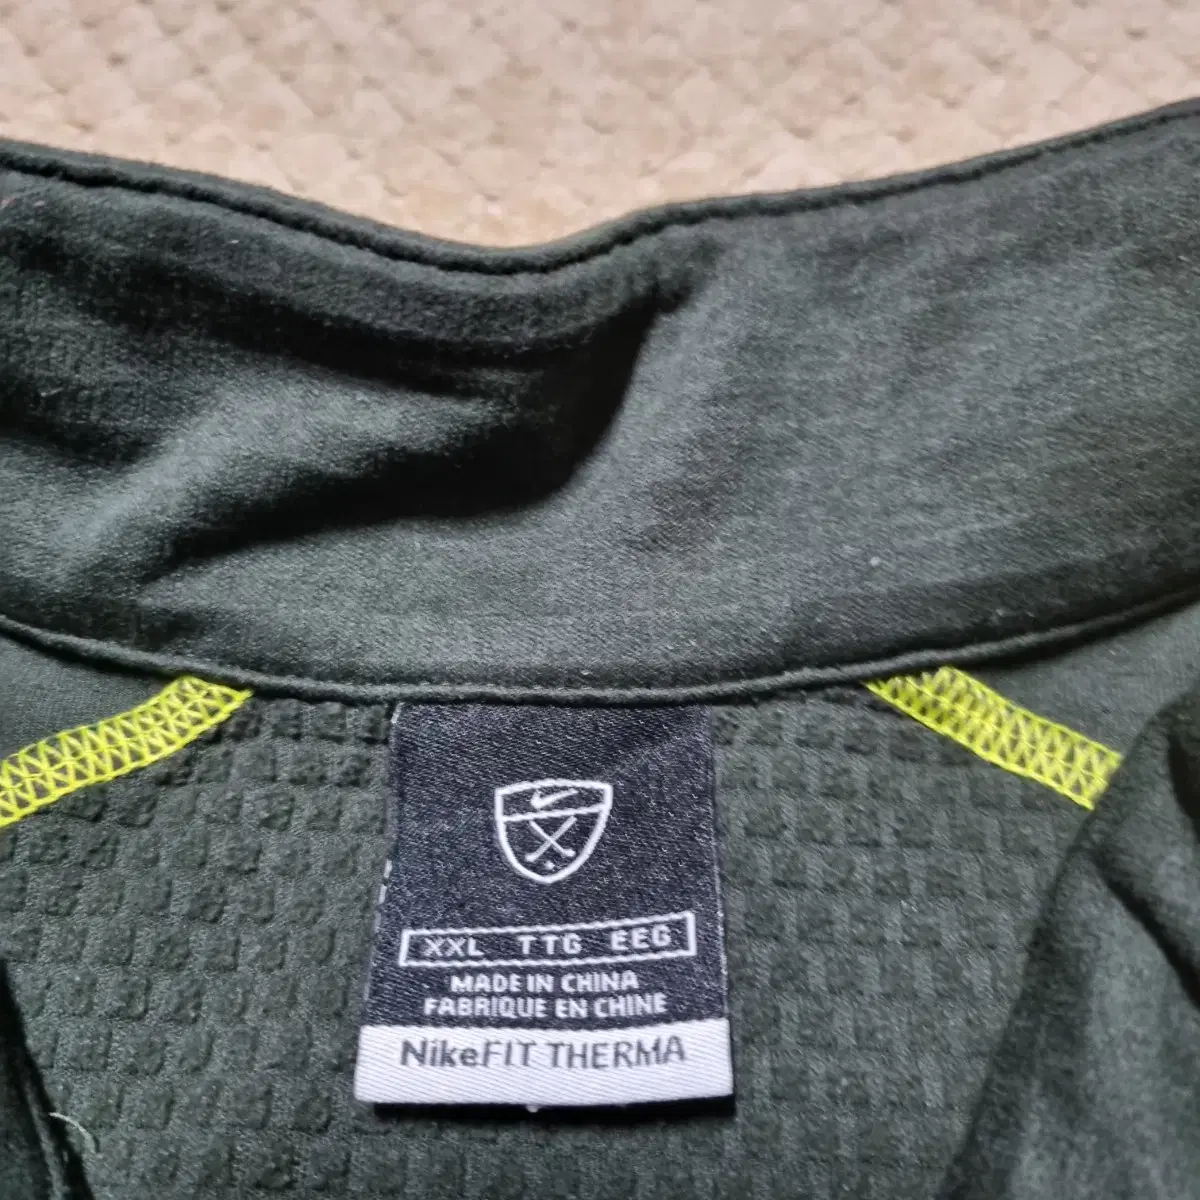 XXL TTG EEG
MADE IN CHINA
FABRIQUE EN CHINE
NikeFIT THERMA